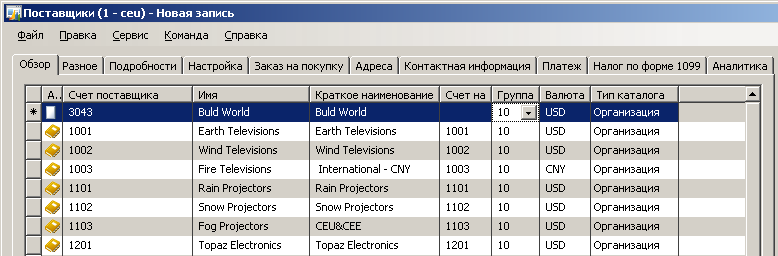 Поставщики (1 - ceu) - Новая запись
Файл Правка Сервис Команда Справка
Обзор Разное Подробности Настройка Заказ на покупку Адреса Контактная информация Платеж Налог по форме 1099 Аналитика
А.. Счет поставщика Имя Краткое наименование Счет на Группа Валюта Тип каталога
* 3043 Buld World Buld World 10 USD Организация
1001 Earth Televisions Earth Televisions 1001 10 USD Организация
1002 Wind Televisions Wind Televisions 1002 10 USD Организация
1003 Fire Televisions International - CNY 1003 10 CNY Организация
1101 Rain Projectors Rain Projectors 1101 10 USD Организация
1102 Snow Projectors Snow Projectors 1102 10 USD Организация
1103 Fog Projectors CEU&CEE 1103 10 USD Организация
1201 Topaz Electronics Topaz Electronics 1201 10 USD Организация